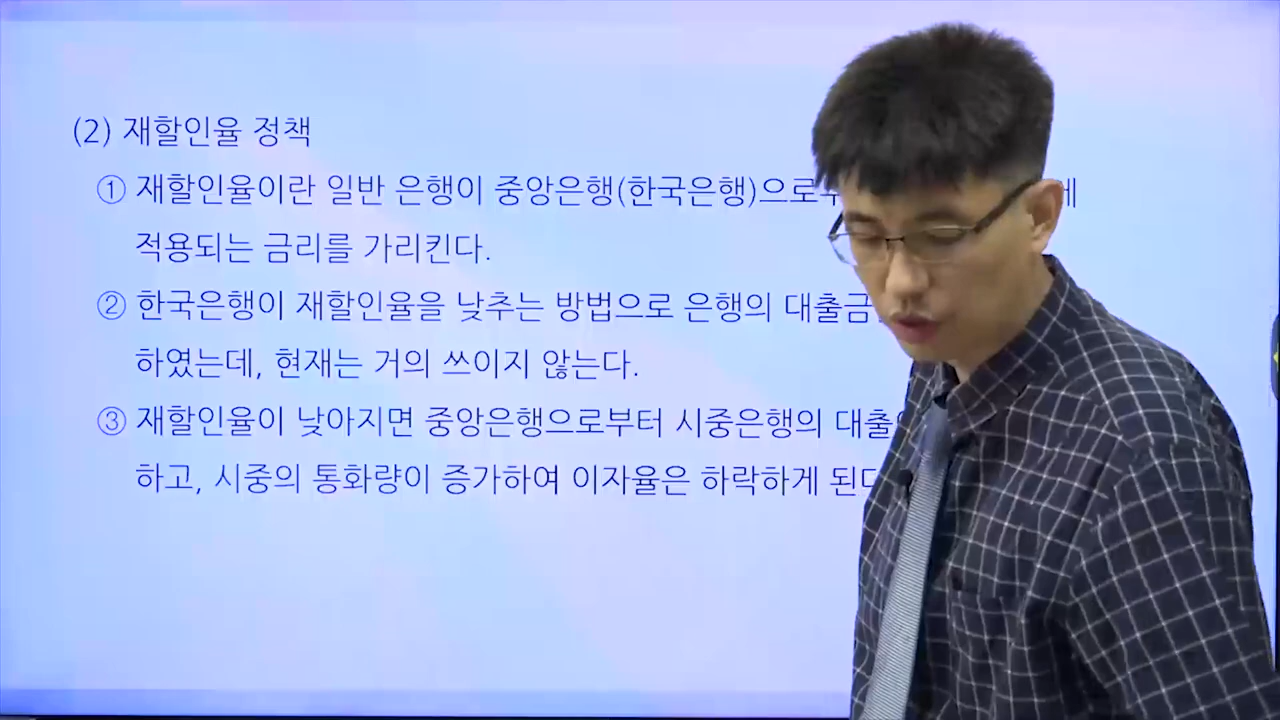 (2) 재할인율 정책
① 재할인율이란 일반 은행이 중앙은행(한국은행)으로 에
적용되는 금리를 가리킨다.
② 한국은행이 재할인율을 낮추는 방법으로 은행의 대출금
하였는데, 현재는 거의 쓰이지 않는다.
③ 재할인율이 낮아지면 중앙은행으로부터 시중은행의 대출
하고, 시중의 통화량이 증가하여 이자율은 하락하게 된